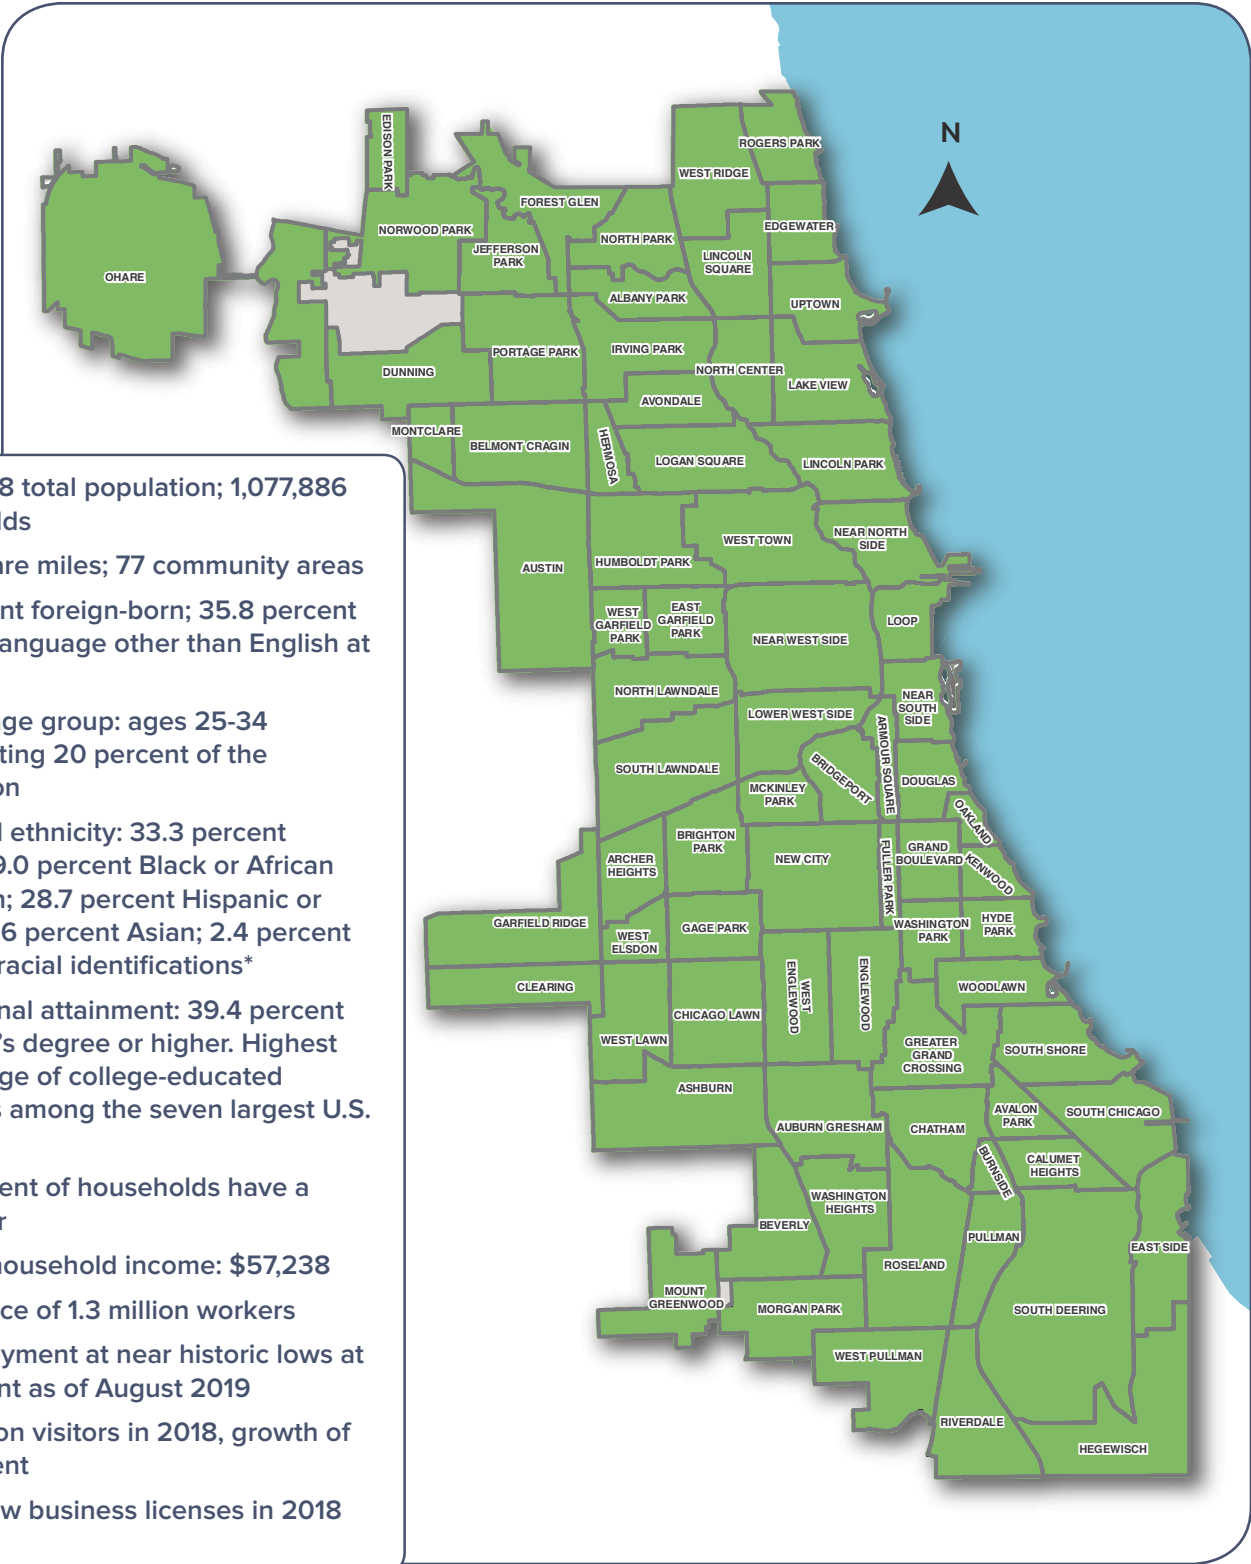 N
ROGERS PARK
EDISON PARK
WEST RIDGE
FOREST GLEN
EDGEWATER
NORWOOD PARK
NORTH PARK
JEFFERSON
PARK
LINCOLN
SQUARE
OHARE
ALBANY PARK
UPTOWN
PORTAGE PARK
IRVING PARK
DUNNING
NORTH CENTER
LAKE VIEW
AVONDALE
MONTCLARE
BELMONT CRAGIN
HERMOSA
LOGAN SQUARE
LINCOLN PARK
NEAR NORTH
SIDE
WEST TOWN
HUMBOLDT PARK
AUSTIN
WEST
GARFIELD
PARK
EAST
GARFIELD
PARK
LOOP
NEAR WEST SIDE
NORTH LAWNDALE
NEAR
SOUTH
SIDE
LOWER WEST SIDE
ARMOUR SQUARE
SOUTH LAWNDALE
BRIDGEPORT
DOUGLAS
MCKINLEY
PARK
OAKLAND
BRIGHTON
PARK
ARCHER
HEIGHTS
NEW CITY
FULLER PARK
GRAND
BOULEVARD
KENWOOD
GARFIELD RIDGE
WEST
ELSDON
GAGE PARK
WASHINGTON
PARK
HYDE
PARK
CLEARING
WEST
ENGLEWOOD
ENGLEWOOD
WOODLAWN
CHICAGO LAWN
WEST LAWN
GREATER
GRAND
CROSSING
SOUTH SHORE
ASHBURN
AVALON
PARK
SOUTH CHICAGO
AUBURN GRESHAM
CHATHAM
BURNSIDE
CALUMET
HEIGHTS
WASHINGTON
HEIGHTS
BEVERLY
PULLMAN
EAST SIDE
ROSELAND
MOUNT
GREENWOOD
MORGAN PARK
SOUTH DEERING
WEST PULLMAN
RIVERDALE
HEGEWISCH
8 total population; 1,077,886
lds
are miles; 77 community areas
nt foreign-born; 35.8 percent
language other than English at
age group: ages 25-34
ting 20 percent of the
on
l ethnicity: 33.3 percent
9.0 percent Black or African
n; 28.7 percent Hispanic or
6 percent Asian; 2.4 percent
racial identifications*
nal attainment: 39.4 percent
's degree or higher. Highest
ge of college-educated
s among the seven largest U.S.
ent of households have a
r
household income: $57,238
ce of 1.3 million workers
yment at near historic lows at
nt as of August 2019
on visitors in 2018, growth of
ent
w business licenses in 2018